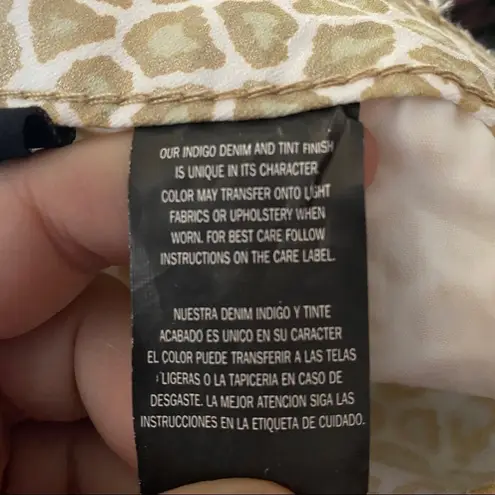 OUR INDIGO DENIM AND TINT FINISH
IS UNIQUE IN ITS CHARACTER.
COLOR MAY TRANSFER ONTO LIGHT
FABRICS OR UPHOLSTERY WHEN
WORN. FOR BEST CARE FOLLOW
INSTRUCTIONS ON THE CARE LABEL.
NUESTRA DENIM INDIGO Y TINTE
ACABADO ES UNICO EN SU CARACTER
EL COLOR PUEDE TRANSFERIR A LAS TELAS
LIGERAS O LA TAPICERIA EN CASO DE
DESGASTE. LA MEJOR ATENCION SIGA LAS
INSTRUCCIONES EN LA ETIQUETA DE CUIDADO.